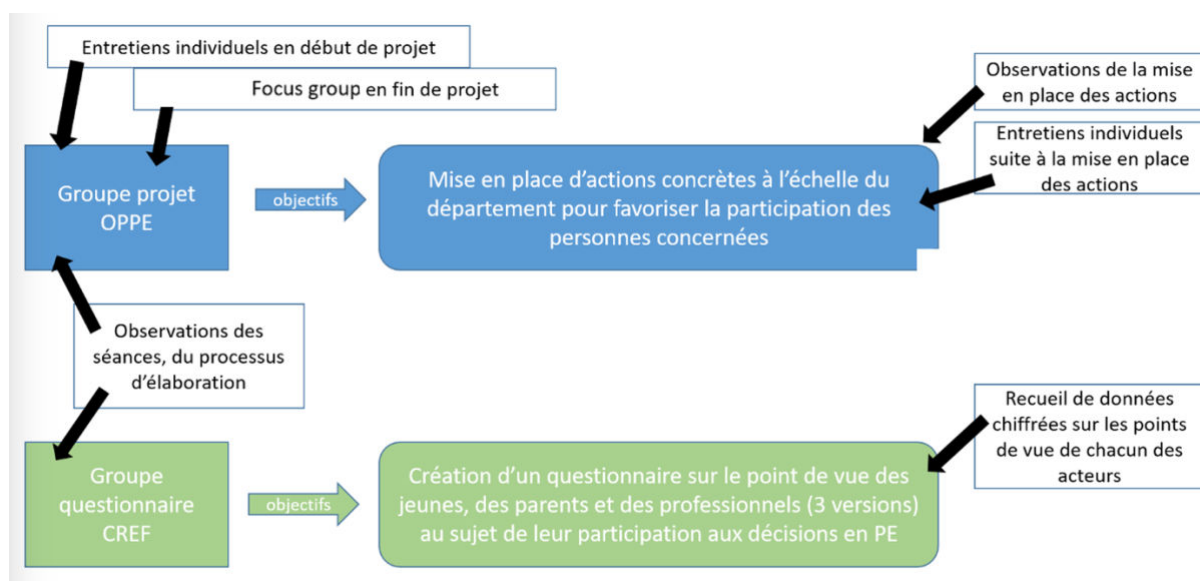 Entretiens individuels en début de projet
Focus group en fin de projet
Observations de la mise
en place des actions
Entretiens individuels
suite à la mise en place
des actions
Groupe projet
OPPE
objectifs
Mise en place d’actions concrètes à l’échelle du
département pour favoriser la participation des
personnes concernées
Observations des
séances, du processus
d’élaboration
Recueil de données
chiffrées sur les points
de vue de chacun des
acteurs
Groupe
questionnaire
CREF
objectifs
Création d’un questionnaire sur le point de vue des
jeunes, des parents et des professionnels (3 versions)
au sujet de leur participation aux décisions en PE